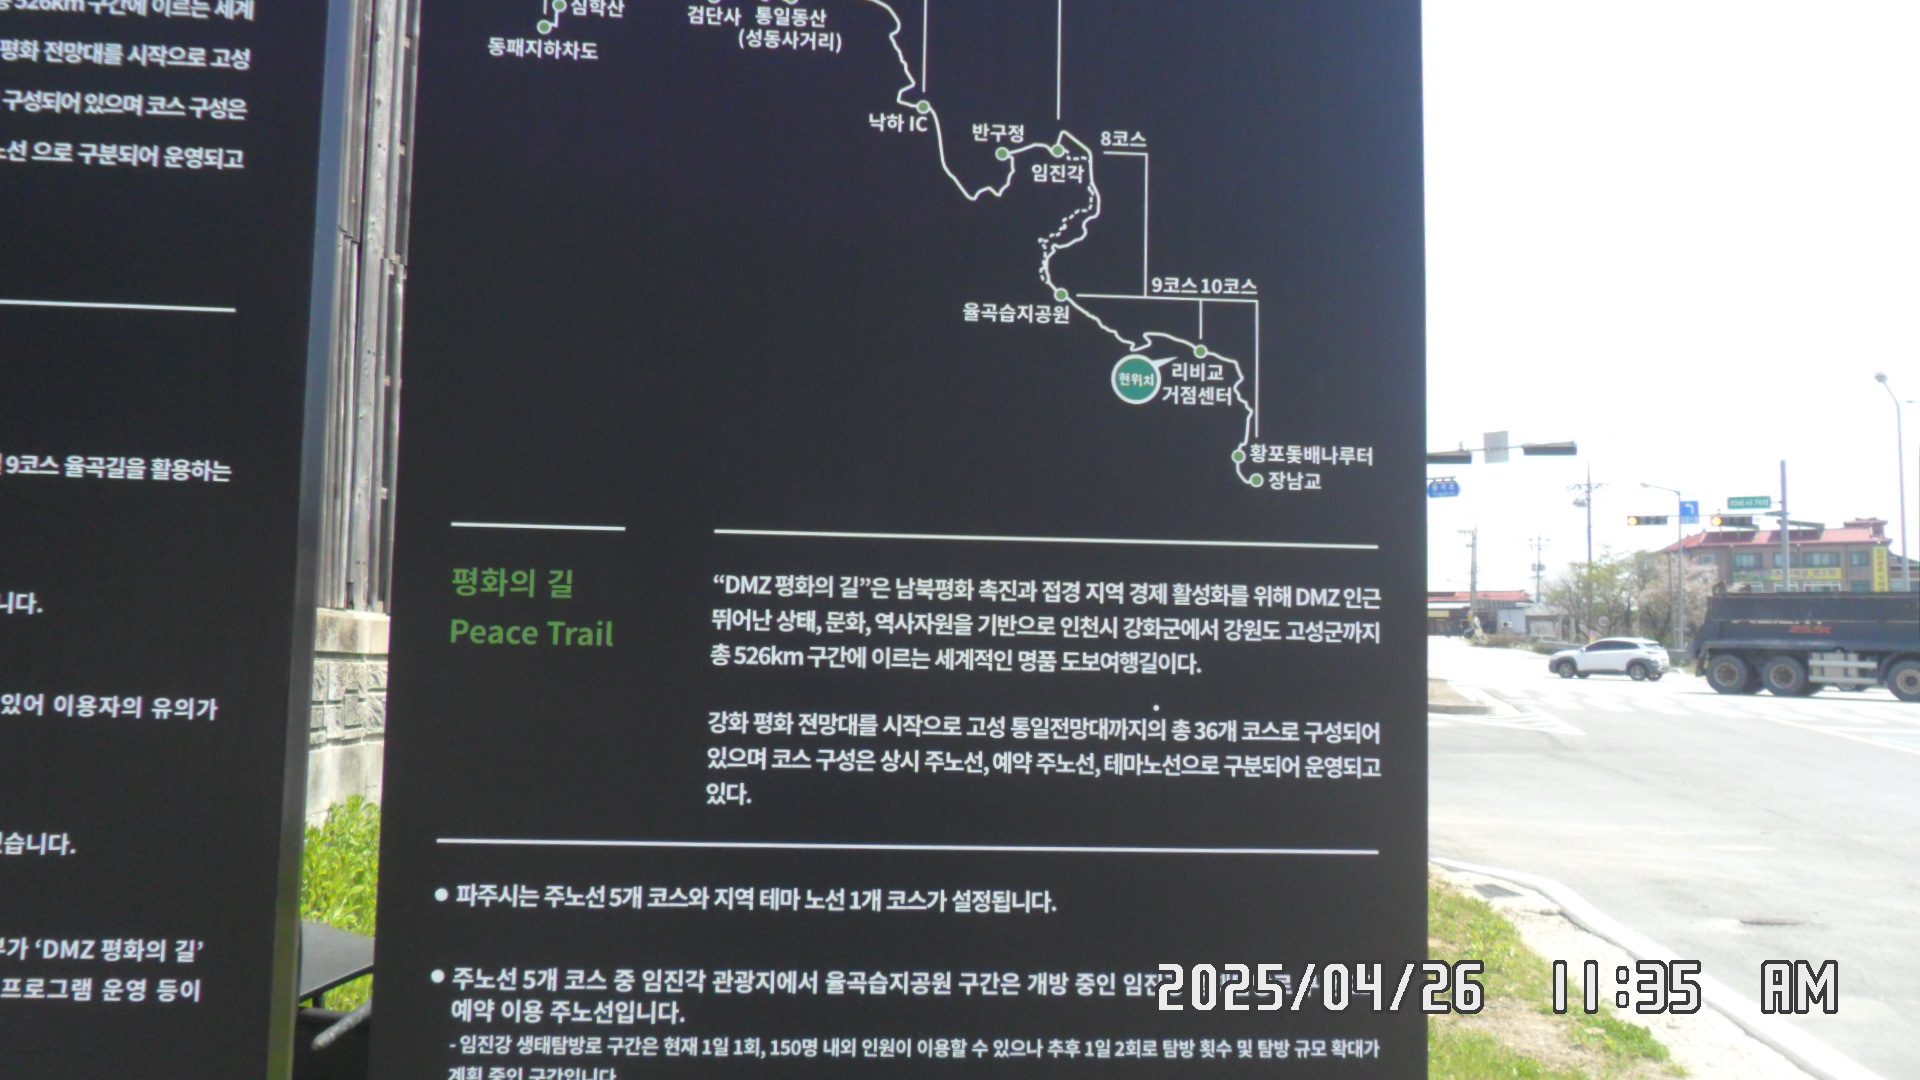 총 526km 구간에 이르는 세계
평화 전망대를 시작으로 고성
구성되어 있으며 코스 구성은
노선 으로 구분되어 운영되고
9코스 율곡길을 활용하는
니다.
있어 이용자의 유의가
습니다.
가 ‘DMZ 평화의 길’
프로그램 운영 등이
심학산
동패지하차도
검단사
통일동산
(성동사거리)
낙하 IC
반구정
임진각
8코스
9코스 10코스
율곡습지공원
현위치
리비교
거점센터
황포돛배나루터
장남교
평화의 길
Peace Trail
“DMZ 평화의 길”은 남북평화 촉진과 접경 지역 경제 활성화를 위해 DMZ 인근
뛰어난 상태, 문화, 역사자원을 기반으로 인천시 강화군에서 강원도 고성군까지
총 526km 구간에 이르는 세계적인 명품 도보여행길이다.
강화 평화 전망대를 시작으로 고성 통일전망대까지의 총 36개 코스로 구성되어
있으며 코스 구성은 상시 주노선, 예약 주노선, 테마노선으로 구분되어 운영되고
있다.
● 파주시는 주노선 5개 코스와 지역 테마 노선 1개 코스가 설정됩니다.
● 주노선 5개 코스 중 임진각 관광지에서 율곡습지공원 구간은 개방 중인 임진
예약 이용 주노선입니다.
- 임진강 생태탐방로 구간은 현재 1일 1회, 150명 내외 인원이 이용할 수 있으나 추후 1일 2회로 탐방 횟수 및 탐방 규모 확대가
계획 중인 구간입니다
2025/04/26 11:35 AM